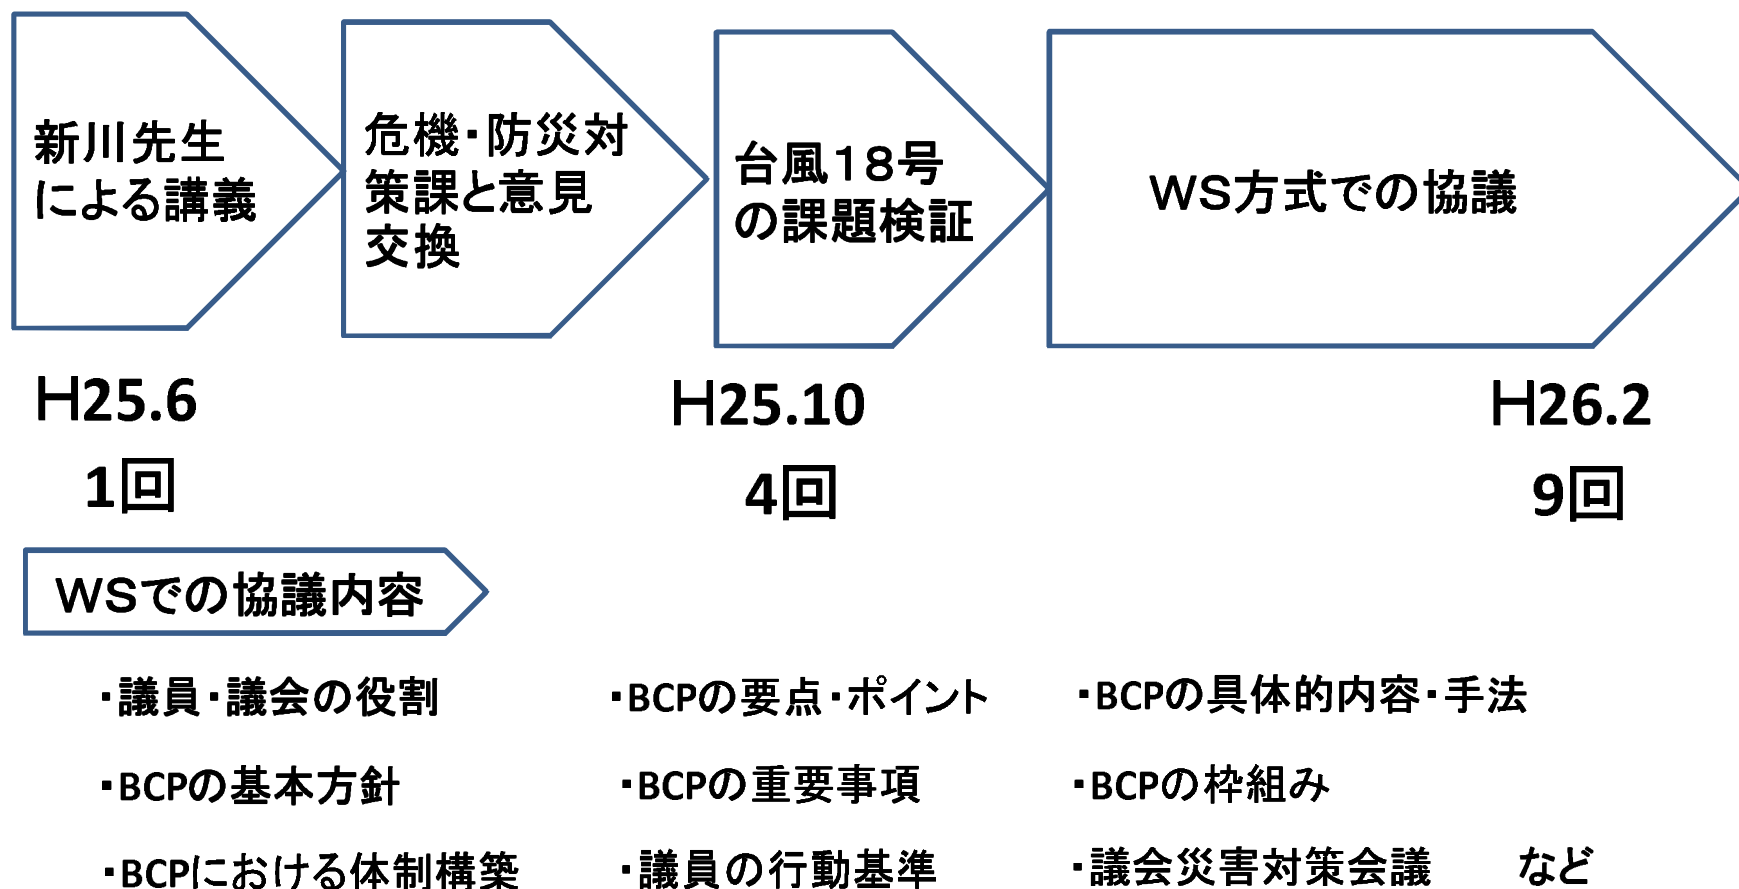 新川先生
による講義
危機・防災対
策課と意見
交換
台風１８号
の課題検証
ＷＳ方式での協議
H25.6
H25.10
H26.2
1回
4回
9回
ＷＳでの協議内容
・議員・議会の役割
・BCPの要点・ポイント
・BCPの具体的内容・手法
・BCPの基本方針
・BCPの重要事項
・BCPの枠組み
・BCPにおける体制構築
・議員の行動基準
・議会災害対策会議　　など